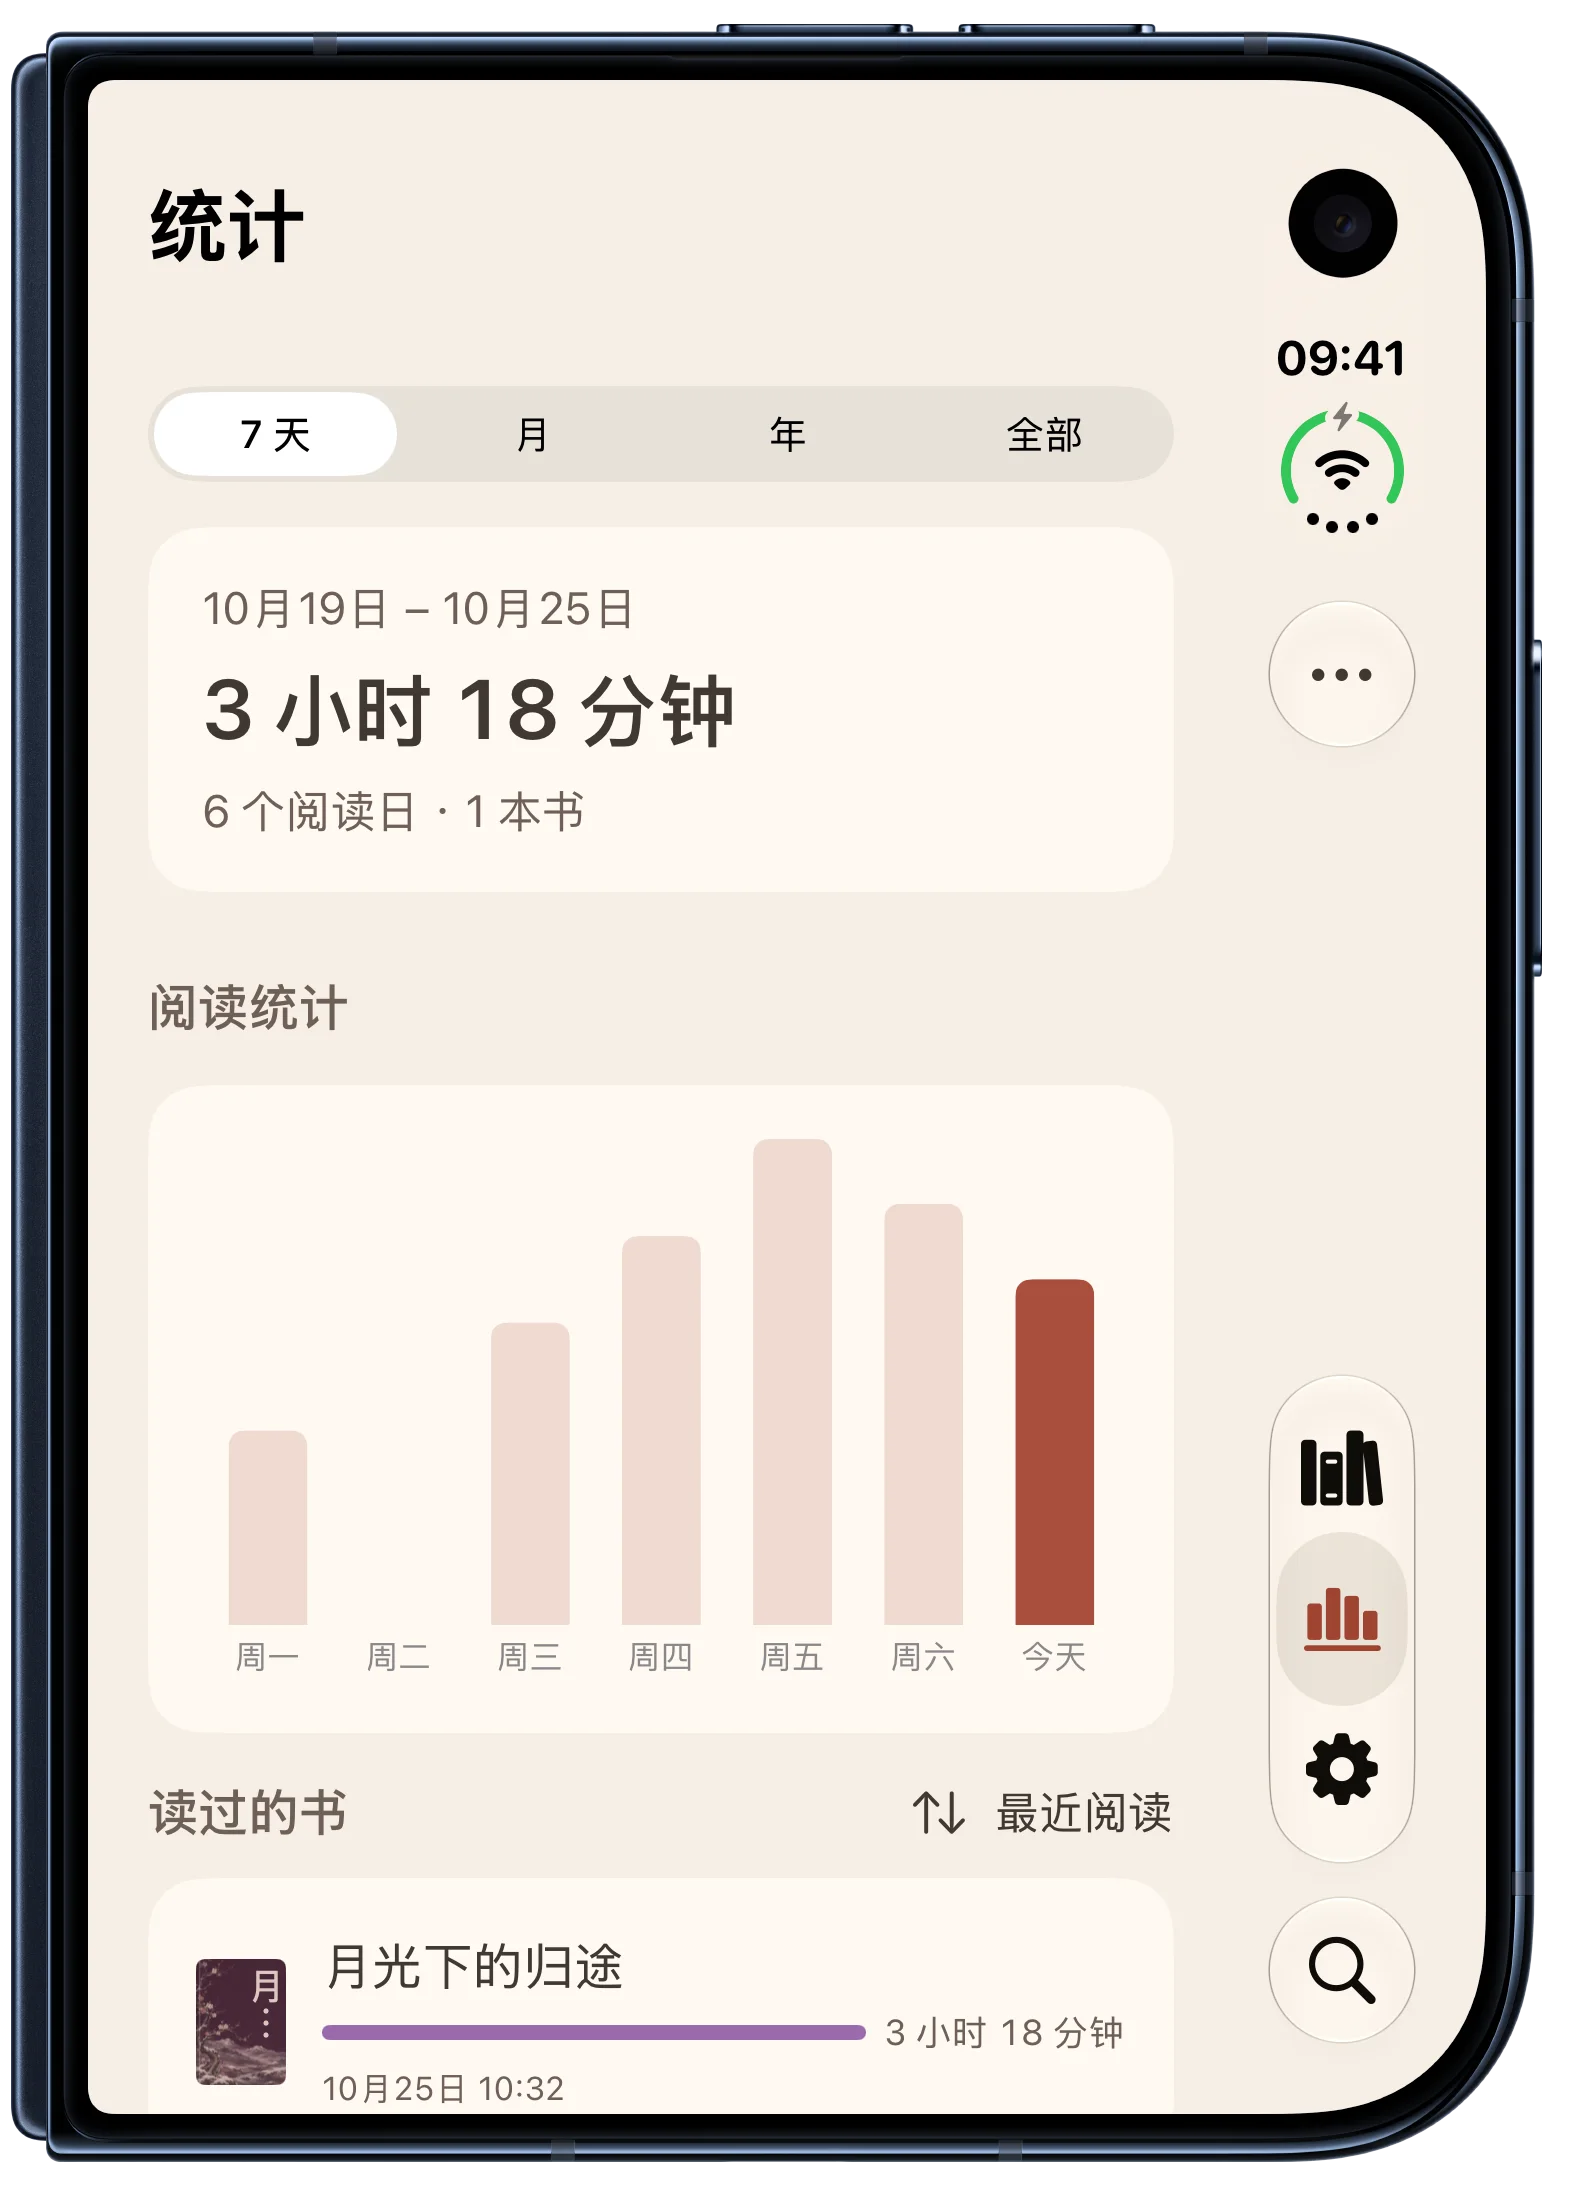 统计
09:41
7 天 月 年 全部
10月19日 – 10月25日
3 小时 18 分钟
6 个阅读日 · 1 本书
阅读统计
周一 周二 周三 周四 周五 周六 今天
读过的书 最近阅读
月…
月光下的归途
3 小时 18 分钟
10月25日 10:32